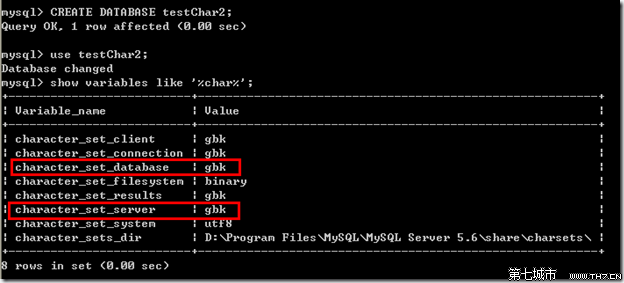 mysql> CREATE DATABASE testChar2;
Query OK, 1 row affected (0.00 sec)
mysql> use testChar2;
Database changed
mysql> show variables like '%char%';
+--------------------------+-------------------------------------------------------+
| Variable_name | Value |
+--------------------------+-------------------------------------------------------+
| character_set_client | gbk |
| character_set_connection | gbk |
| character_set_database | gbk |
| character_set_filesystem | binary |
| character_set_results | gbk |
| character_set_server | gbk |
| character_set_system | utf8 |
| character_sets_dir | D:\Program Files\MySQL\MySQL Server 5.6\share\charsets\ |
+--------------------------+-------------------------------------------------------+
8 rows in set (0.00 sec)
第七城市 WWW.TH7.CN